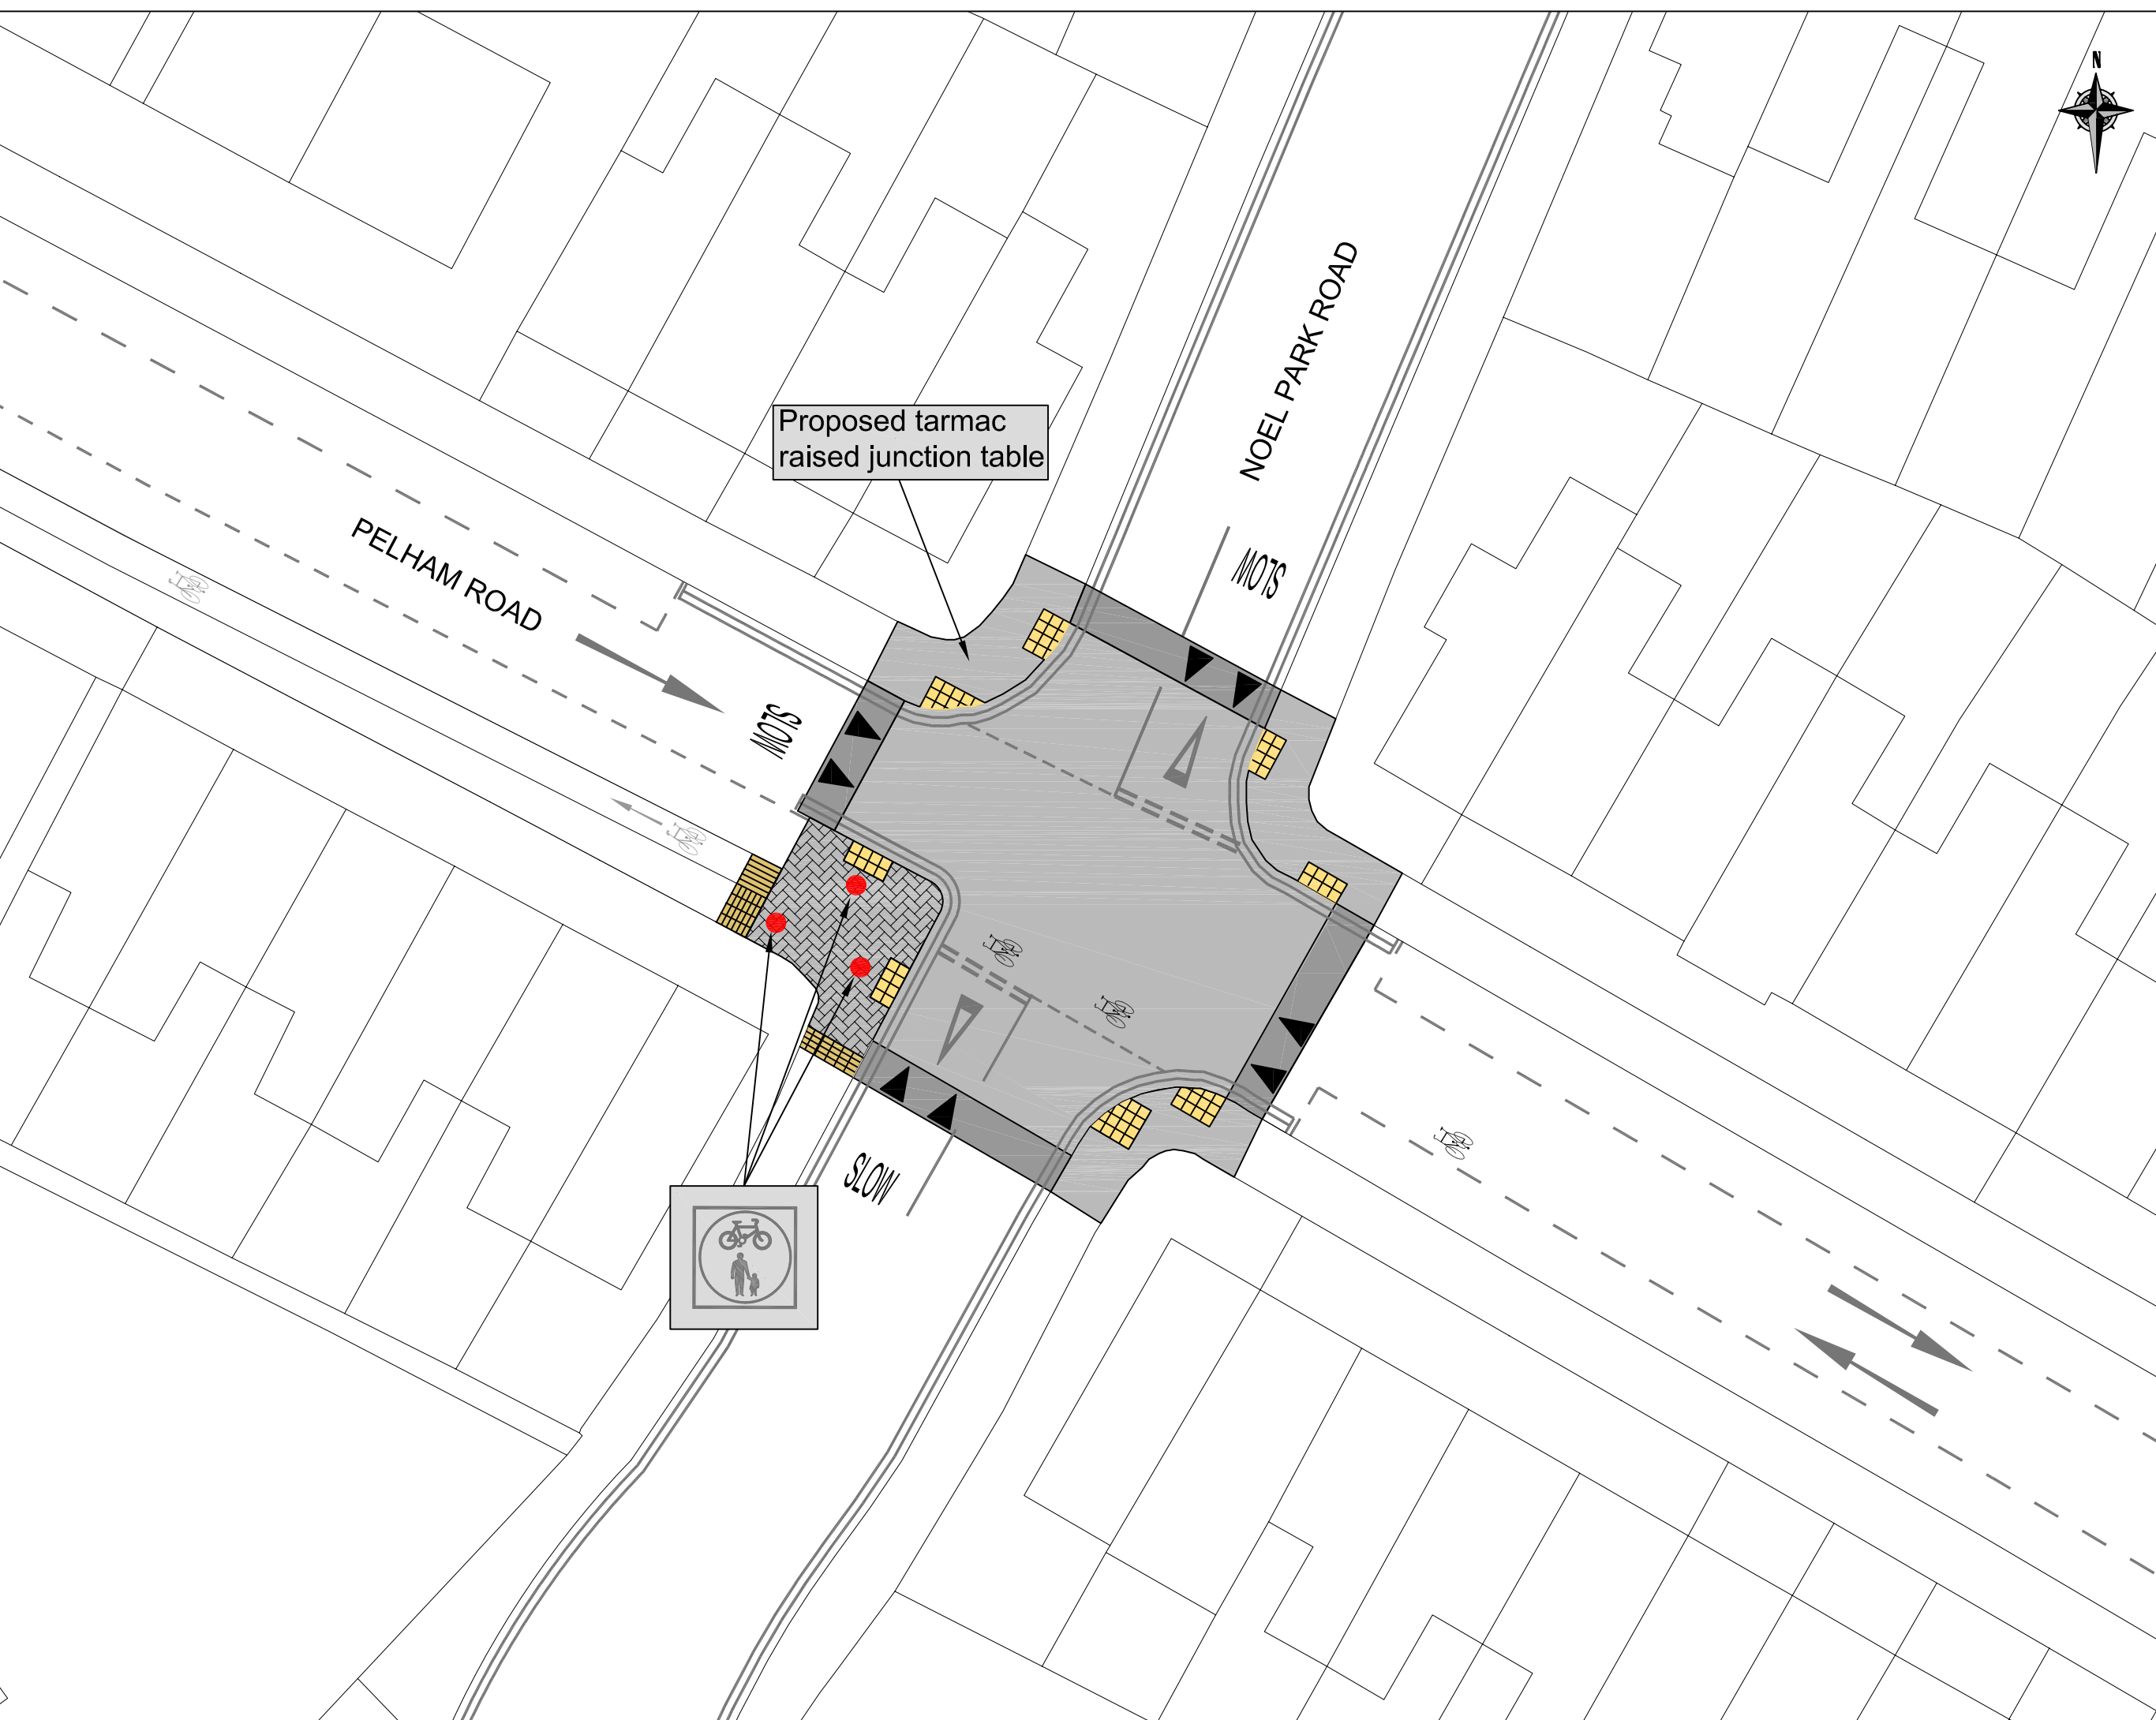 N
NOEL PARK ROAD
Proposed tarmac
raised junction table
PELHAM ROAD
SLOW
SLOW
SLOW